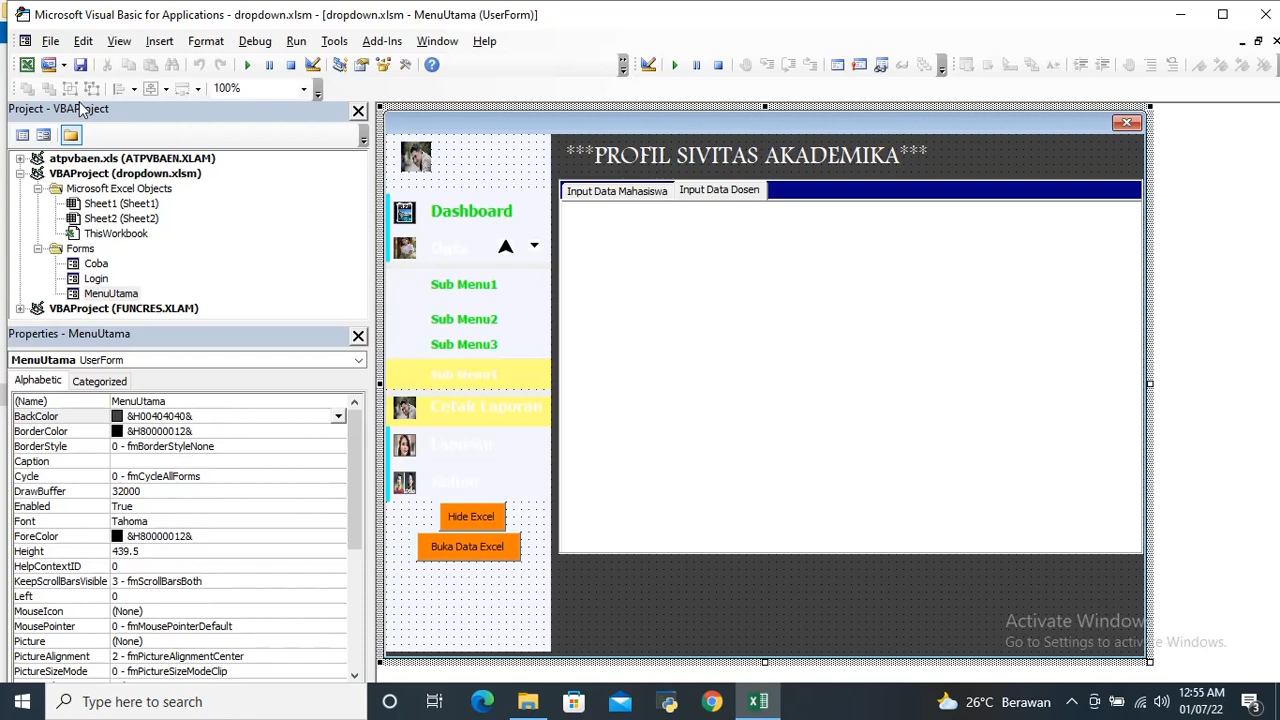 Microsoft Visual Basic for Applications - dropdown.xlsm - [dropdown.xlsm - MenuUtama (UserForm)]
File Edit View Insert Format Debug Run Tools Add-Ins Window Help
100%
Project - VBAProject
atpvbaen.xls (ATPVBAEN.XLAM)
VBAProject (dropdown.xlsm)
Microsoft Excel Objects
Sheet1 (Sheet1)
Sheet2 (Sheet2)
ThisWorkbook
Forms
Coba
Login
MenuUtama
VBAProject (FUNCRES.XLAM)
Properties - MenuUtama
MenuUtama UserForm
Alphabetic Categorized
(Name) MenuUtama
BackColor &H00404040&
BorderColor &H80000012&
BorderStyle 0 - fmBorderStyleNone
Caption
Cycle 0 - fmCycleAllForms
DrawBuffer 32000
Enabled True
Font Tahoma
ForeColor &H80000012&
Height 439.5
HelpContextID 0
KeepScrollBarsVisible 3 - fmScrollBarsBoth
Left 0
MouseIcon (None)
MousePointer 0 - fmMousePointerDefault
Picture (None)
PictureAlignment 2 - fmPictureAlignmentCenter
PictureSizeMode 0 - fmPictureSizeModeClip
***PROFIL SIVITAS AKADEMIKA***
Input Data Mahasiswa Input Data Dosen
Dashboard
Data
Sub Menu1
Sub Menu2
Sub Menu3
Sub Menu4
Cetak Laporan
Hide Excel
Buka Data Excel
Activate Window
Go to Settings to activate Windows.
Type here to search
26°C Berawan
12:55 AM
01/07/22
3